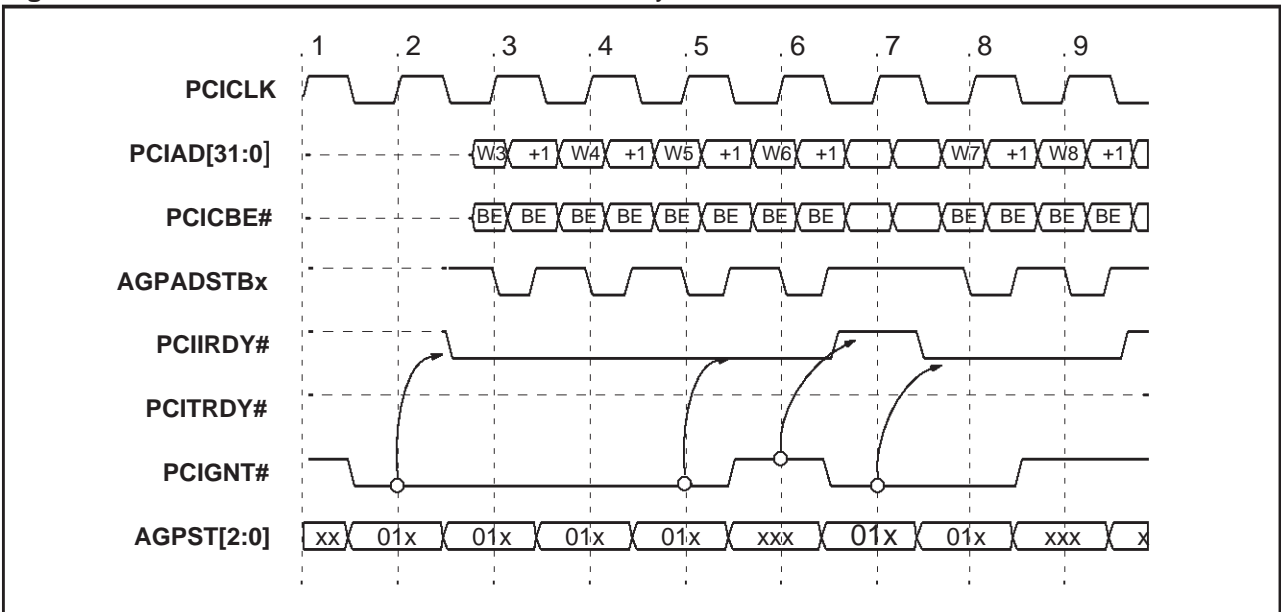 1 2 3 4 5 6 7 8 9
PCICLK
PCIAD[31:0] W3 +1 W4 +1 W5 +1 W6 +1 W7 +1 W8 +1
PCICBE# BE BE BE BE BE BE BE BE BE BE BE BE
AGPADSTBx
PCIIRDY#
PCITRDY#
PCIGNT#
AGPST[2:0] xx 01x 01x 01x 01x xxx 01x 01x xxx x